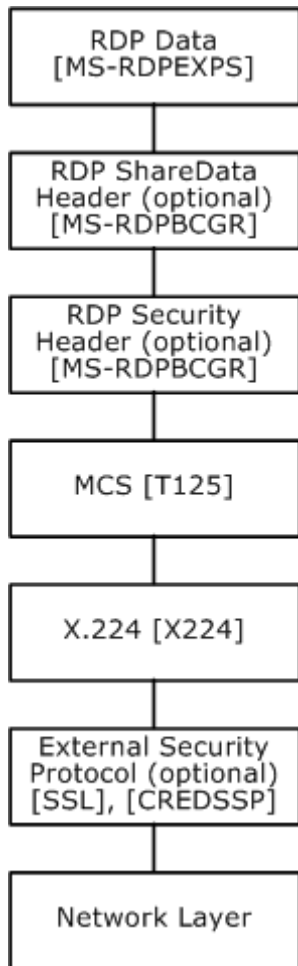 RDP Data
[MS-RDPEXPS]
RDP ShareData
Header (optional)
[MS-RDPBCGR]
RDP Security
Header (optional)
[MS-RDPBCGR]
MCS [T125]
X.224 [X224]
External Security
Protocol (optional)
[SSL], [CREDSSP]
Network Layer